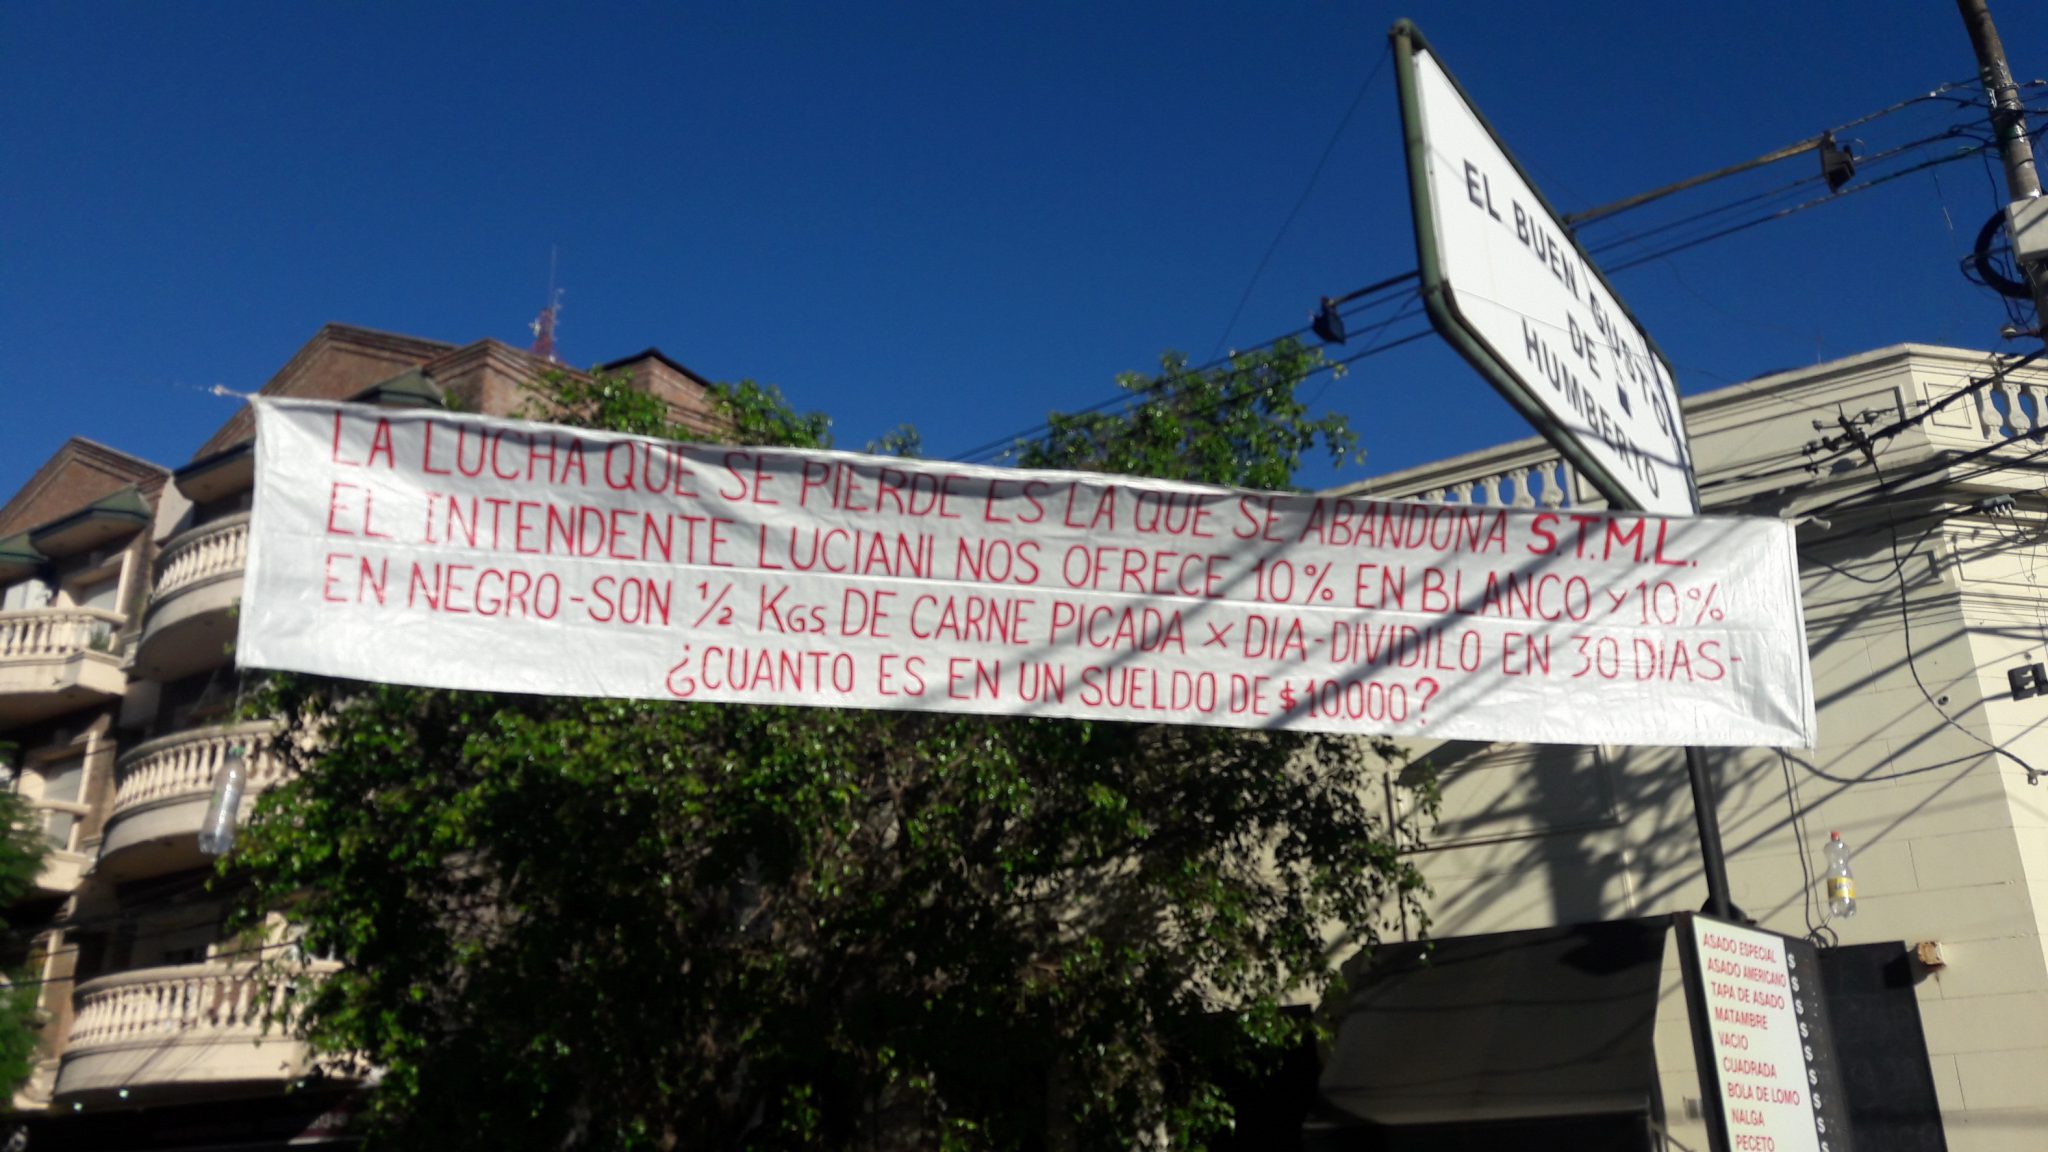 LA LUCHA QUE SE PIERDE ES LA QUE SE ABANDONA S.T.M.L.
EL INTENDENTE LUCIANI NOS OFRECE 10% EN BLANCO Y 10%
EN NEGRO-SON 1/2 KGS DE CARNE PICADA X DIA-DIVIDILO EN 30 DIAS-
¿CUANTO ES EN UN SUELDO DE $10.000?
EL BUEN GUSTO
DE
HUMBERTO
EL
ASADO ESPECIAL $
ASADO AMERICANO $
TAPA DE ASADO $
MATAMBRE $
VACIO $
CUADRADA $
BOLA DE LOMO $
NALGA $
PECETO $